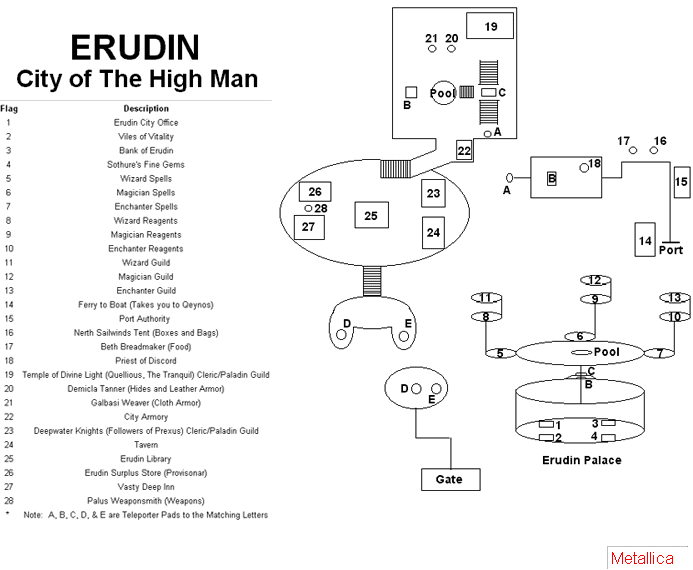 ERUDIN
City of The High Man
Flag Description
1 Erudin City Office
2 Viles of Vitality
3 Bank of Erudin
4 Sothure's Fine Gems
5 Wizard Spells
6 Magician Spells
7 Enchanter Spells
8 Wizard Reagents
9 Magician Reagents
10 Enchanter Reagents
11 Wizard Guild
12 Magician Guild
13 Enchanter Guild
14 Ferry to Boat (Takes you to Qeynos)
15 Port Authority
16 North Sailwinds Tent (Boxes and Bags)
17 Beth Breadmaker (Food)
18 Priest of Discord
19 Temple of Divine Light (Quellious, The Tranquil) Cleric/Paladin Guild
20 Demicla Tanner (Hides and Leather Armor)
21 Galbasi Weaver (Cloth Armor)
22 City Armory
23 Deepwater Knights (Followers of Prexus) Cleric/Paladin Guild
24 Tavern
25 Erudin Library
26 Erudin Surplus Store (Provisonar)
27 Vasty Deep Inn
28 Palus Weaponsmith (Weapons)
* Note: A, B, C, D, & E are Teleporter Pads to the Matching Letters
19
21 20
B Pool C
A
22
26 23
28
25
27 24
D E
D E
Gate
17 16
18
A B 15
14
Port
12
11 9 13
8 10
6
5 Pool 7
C
B
1 3
2 4
Erudin Palace
Metallica